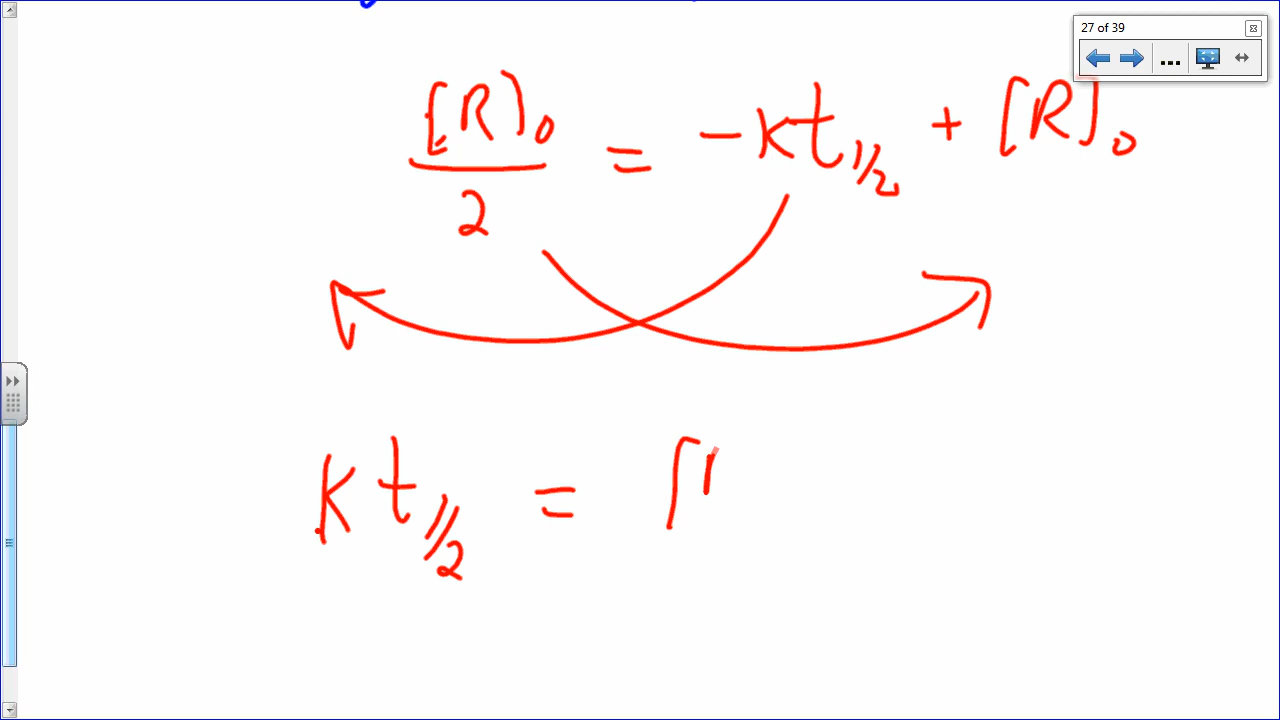 27 of 39
[R]₀ / 2 = -kt₁/₂ + [R]₀
kt₁/₂ = [